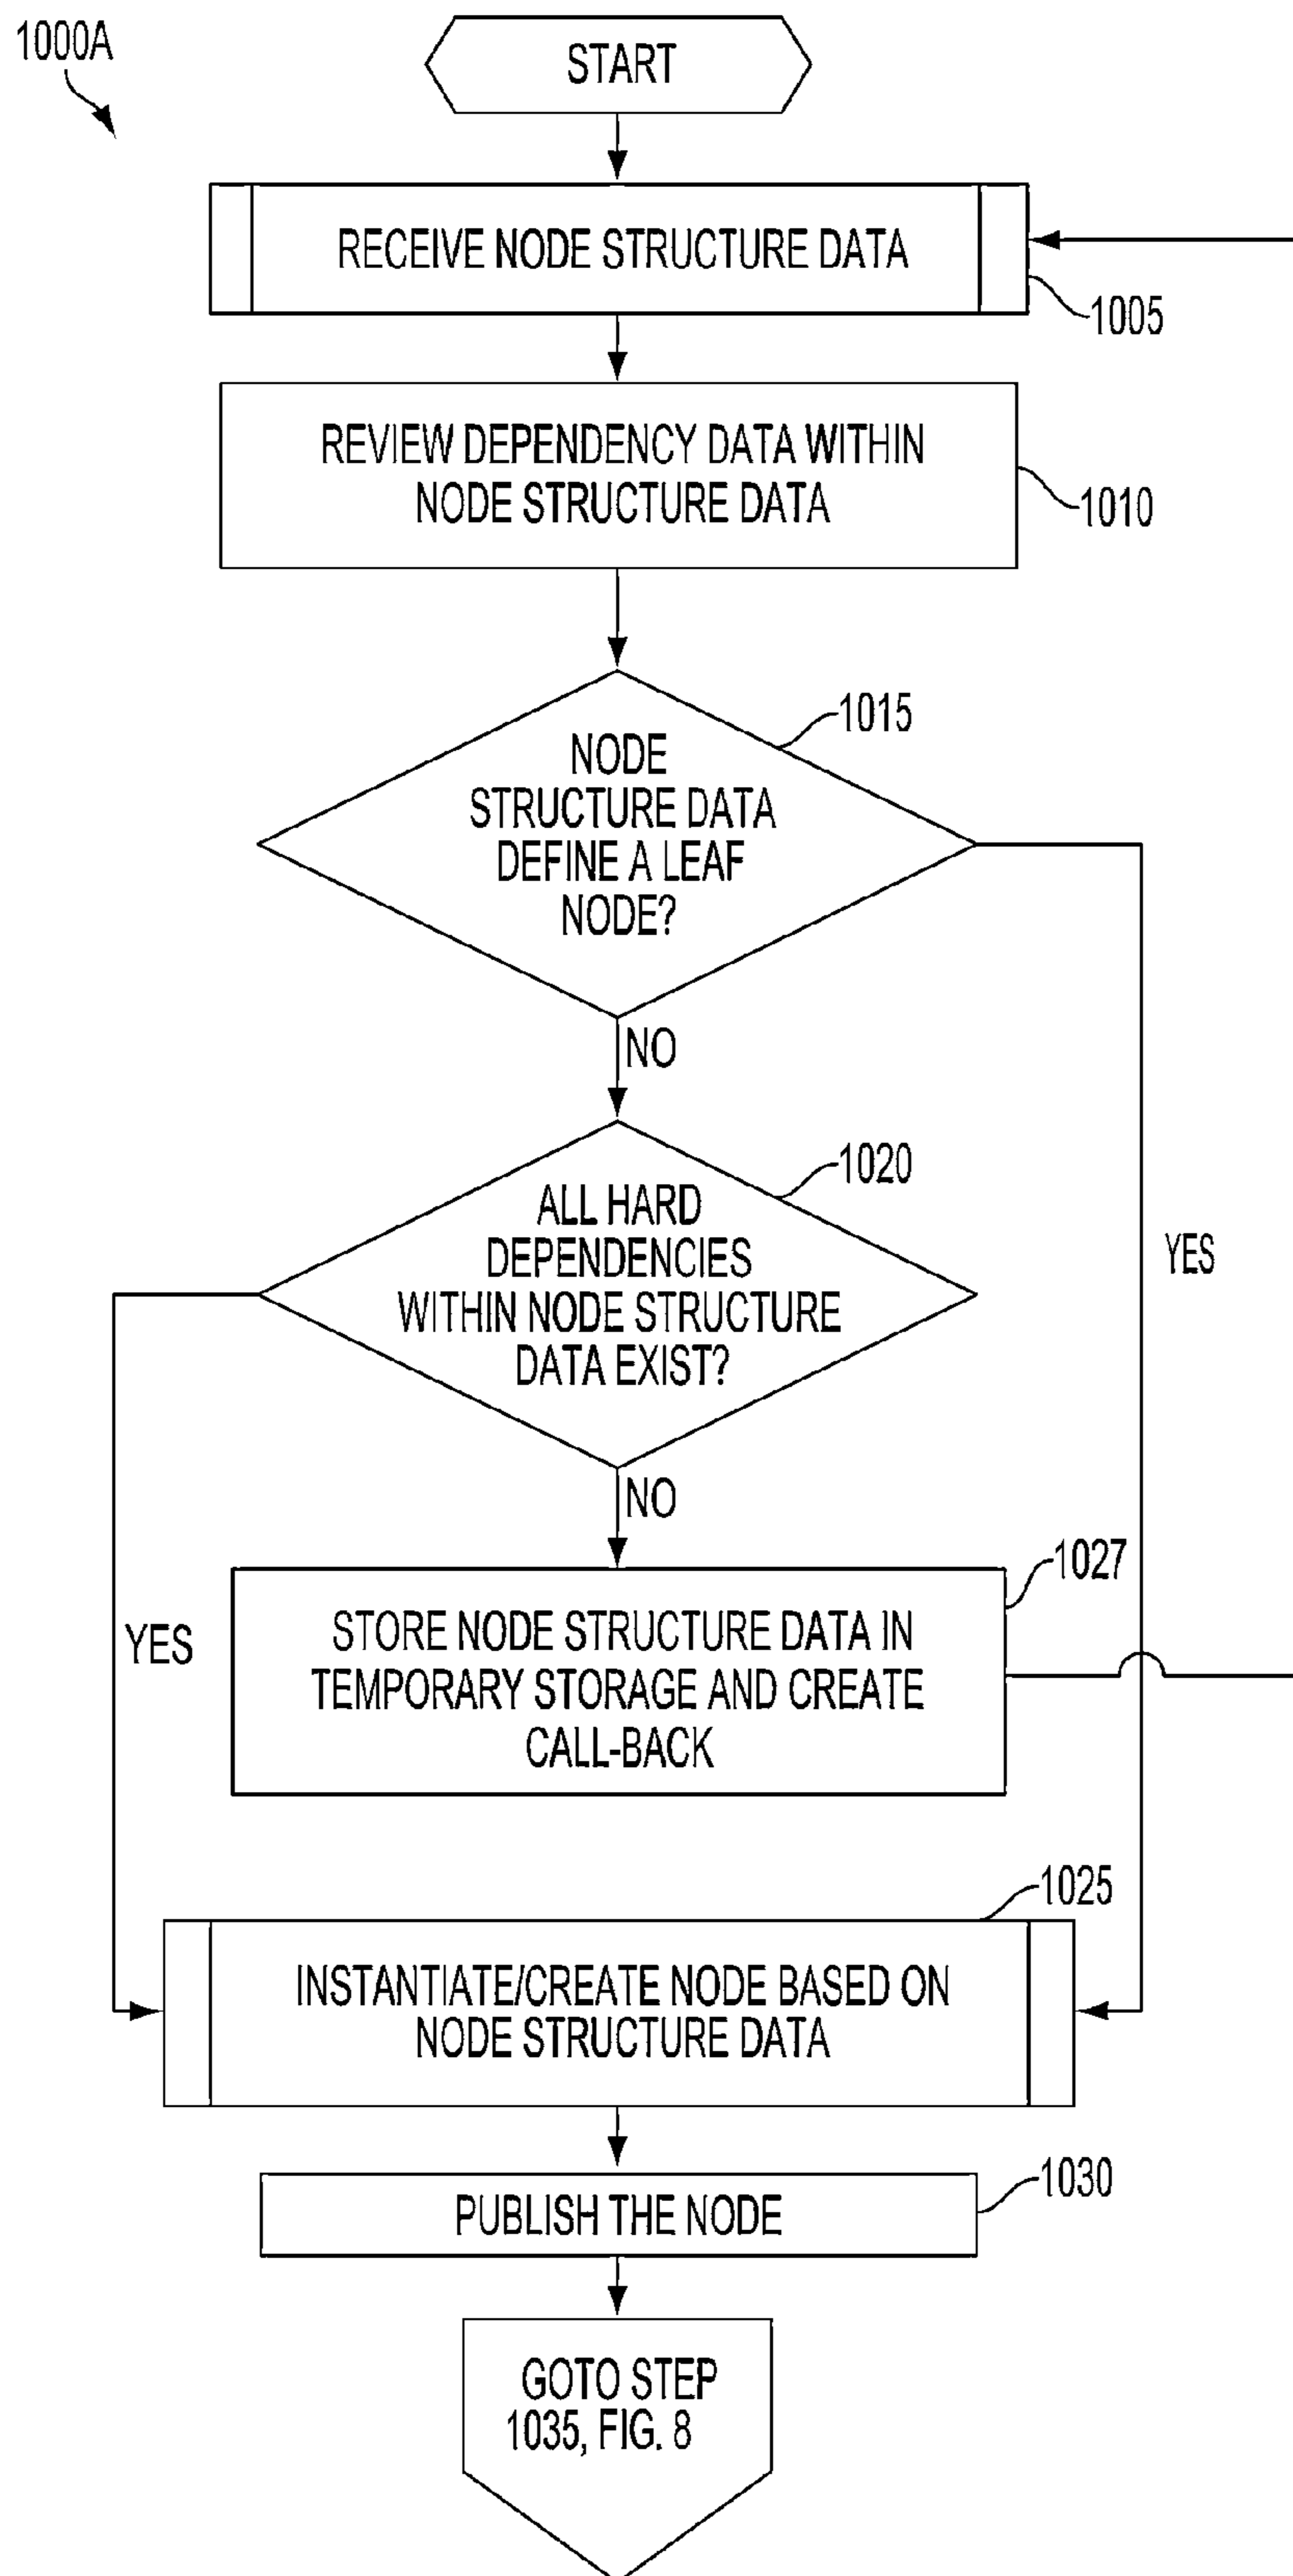 1000A
START
RECEIVE NODE STRUCTURE DATA
1005
REVIEW DEPENDENCY DATA WITHIN
NODE STRUCTURE DATA
1010
1015
NODE
STRUCTURE DATA
DEFINE A LEAF
NODE?
NO
1020
ALL HARD
DEPENDENCIES
WITHIN NODE STRUCTURE
DATA EXIST?
YES
NO
1027
STORE NODE STRUCTURE DATA IN
TEMPORARY STORAGE AND CREATE
CALL-BACK
YES
1025
INSTANTIATE/CREATE NODE BASED ON
NODE STRUCTURE DATA
1030
PUBLISH THE NODE
GOTO STEP
1035, FIG. 8